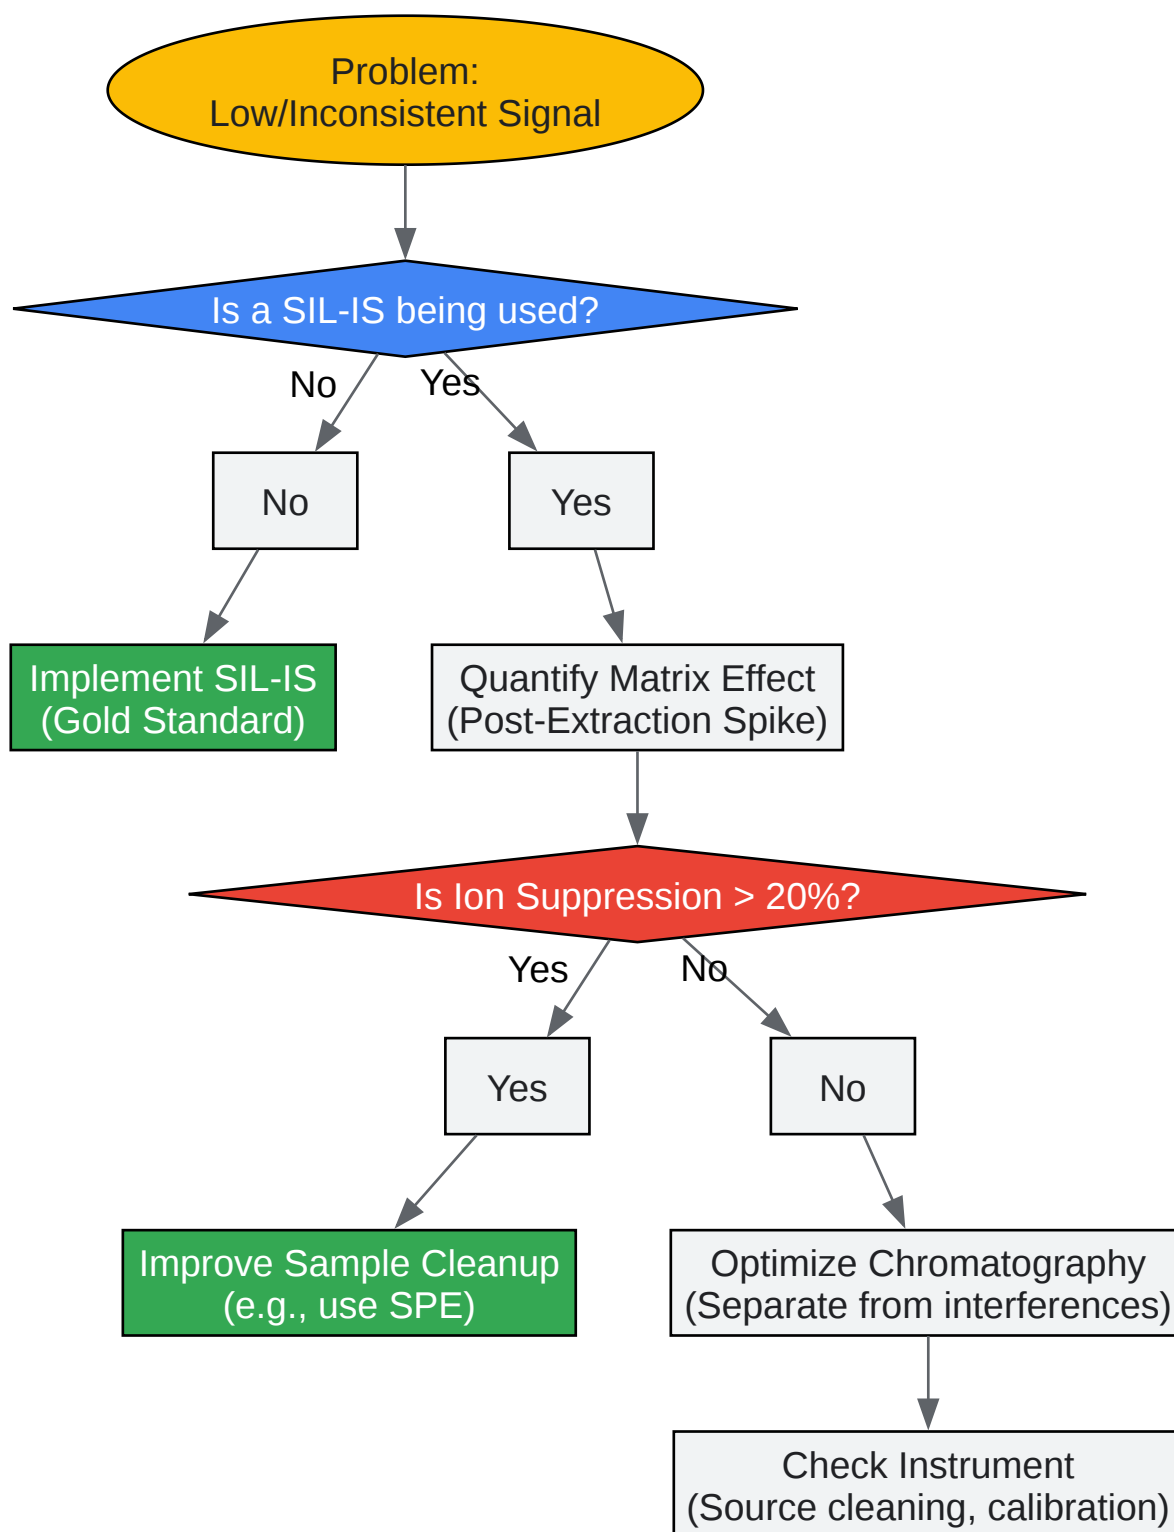 Problem:
Low/Inconsistent Signal
Is a SIL-IS being used?
No
Yes
No
Yes
Implement SIL-IS
(Gold Standard)
Quantify Matrix Effect
(Post-Extraction Spike)
Is Ion Suppression > 20%?
Yes
No
Yes
No
Improve Sample Cleanup
(e.g., use SPE)
Optimize Chromatography
(Separate from interferences)
Check Instrument
(Source cleaning, calibration)